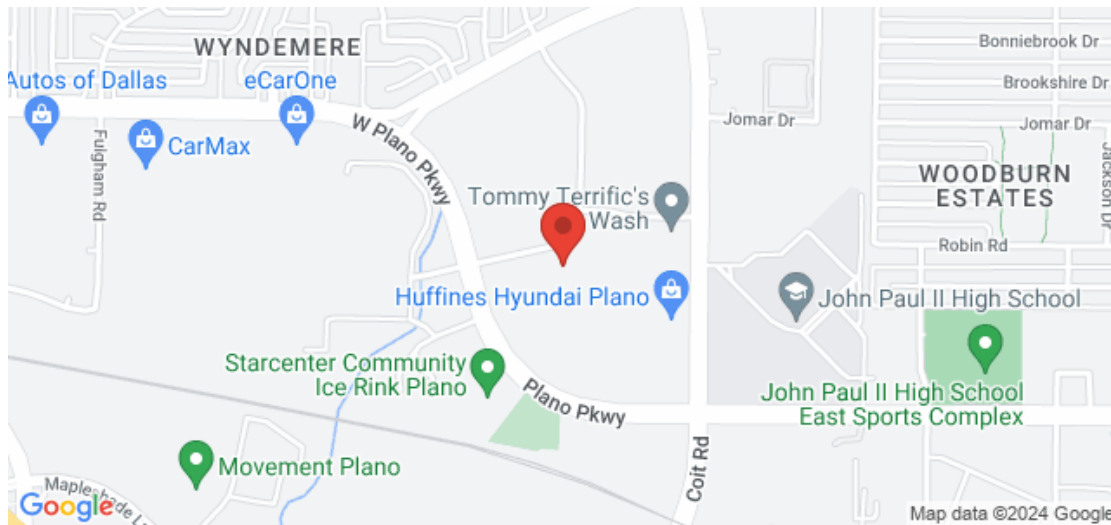 WYNDEMERE
Autos of Dallas
eCarOne
CarMax
Fulgham Rd
W Plano Pkwy
Bonniebrook Dr
Brookshire Dr
Jomar Dr
Jomar Dr
Jackson Dr
WOODBURN
ESTATES
Tommy Terrific's
Wash
Robin Rd
Huffines Hyundai Plano
John Paul II High School
Starcenter Community
Ice Rink Plano
Plano Pkwy
John Paul II High School
East Sports Complex
Coit Rd
Movement Plano
Google
Map data ©2024 Google